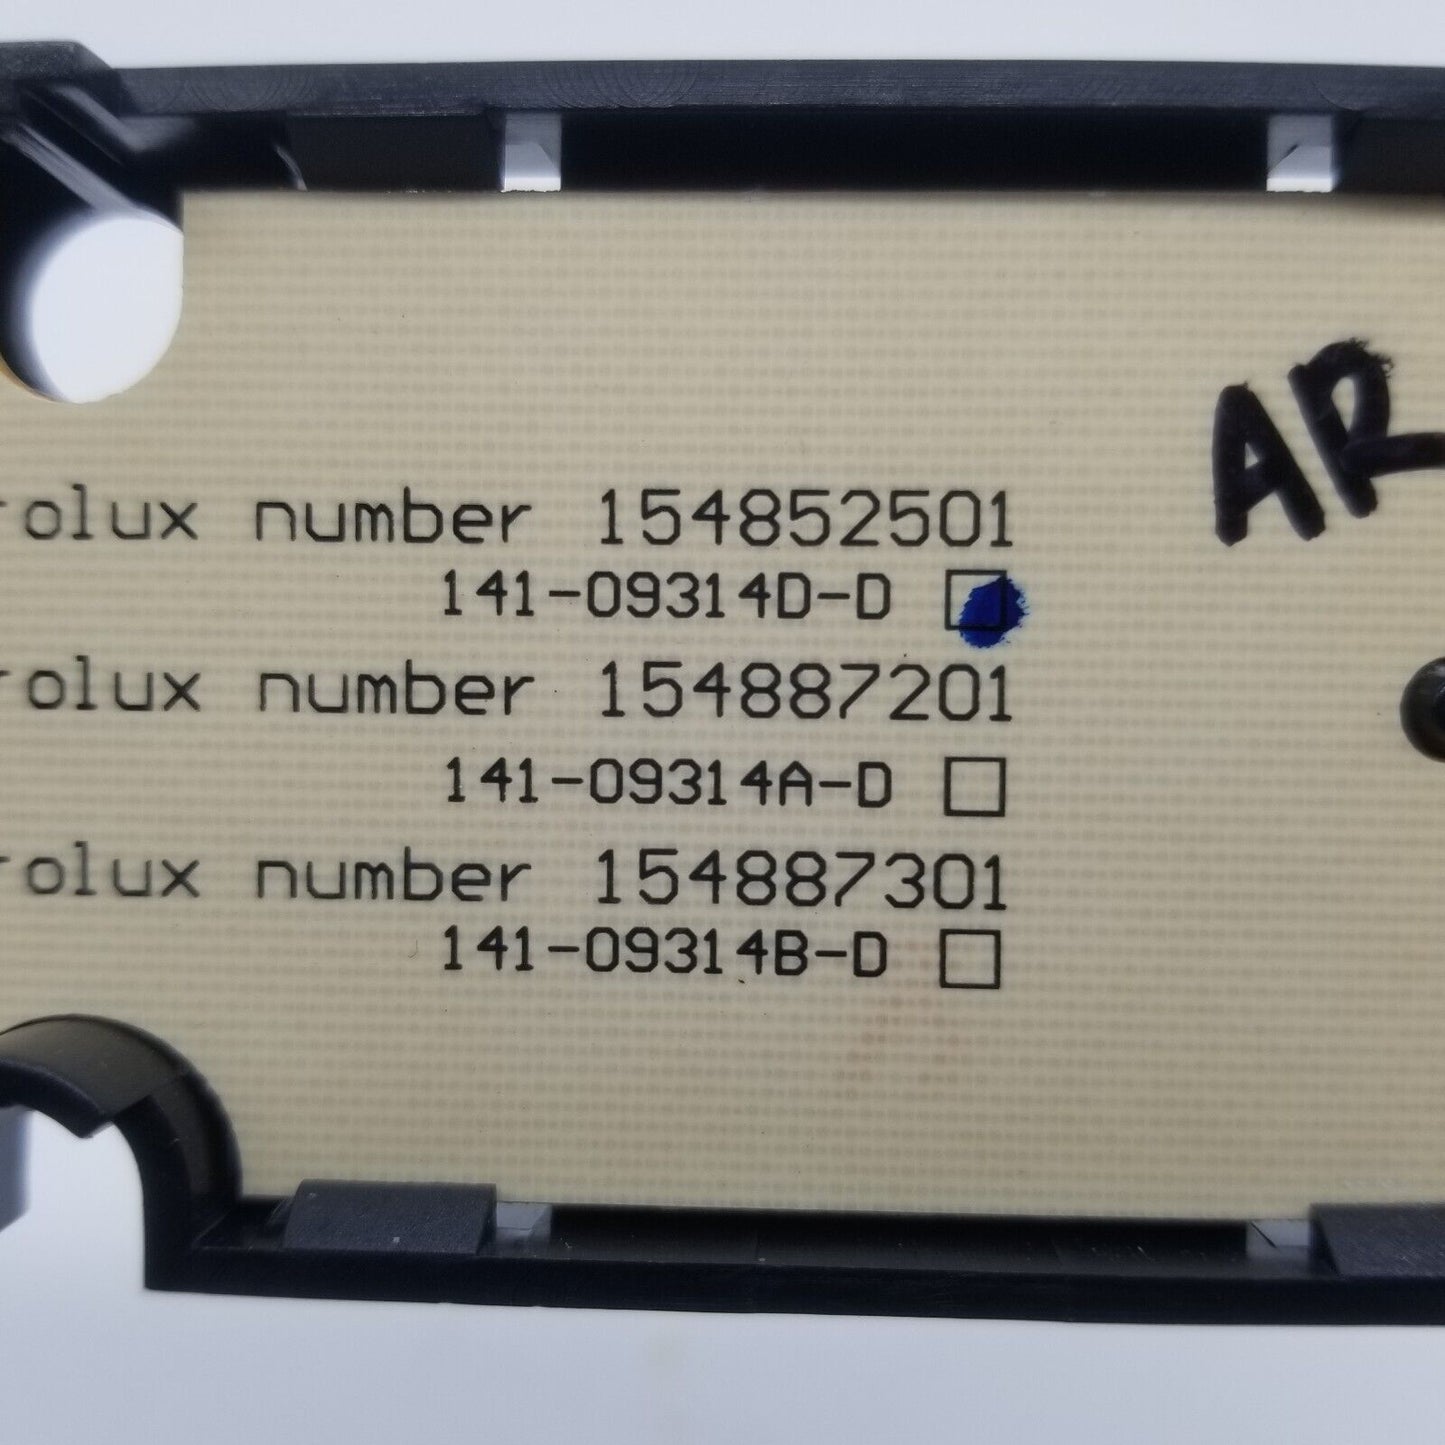 rolux number 154852501
141-09314D-D
rolux number 154887201
141-09314A-D
rolux number 154887301
141-09314B-D
AR